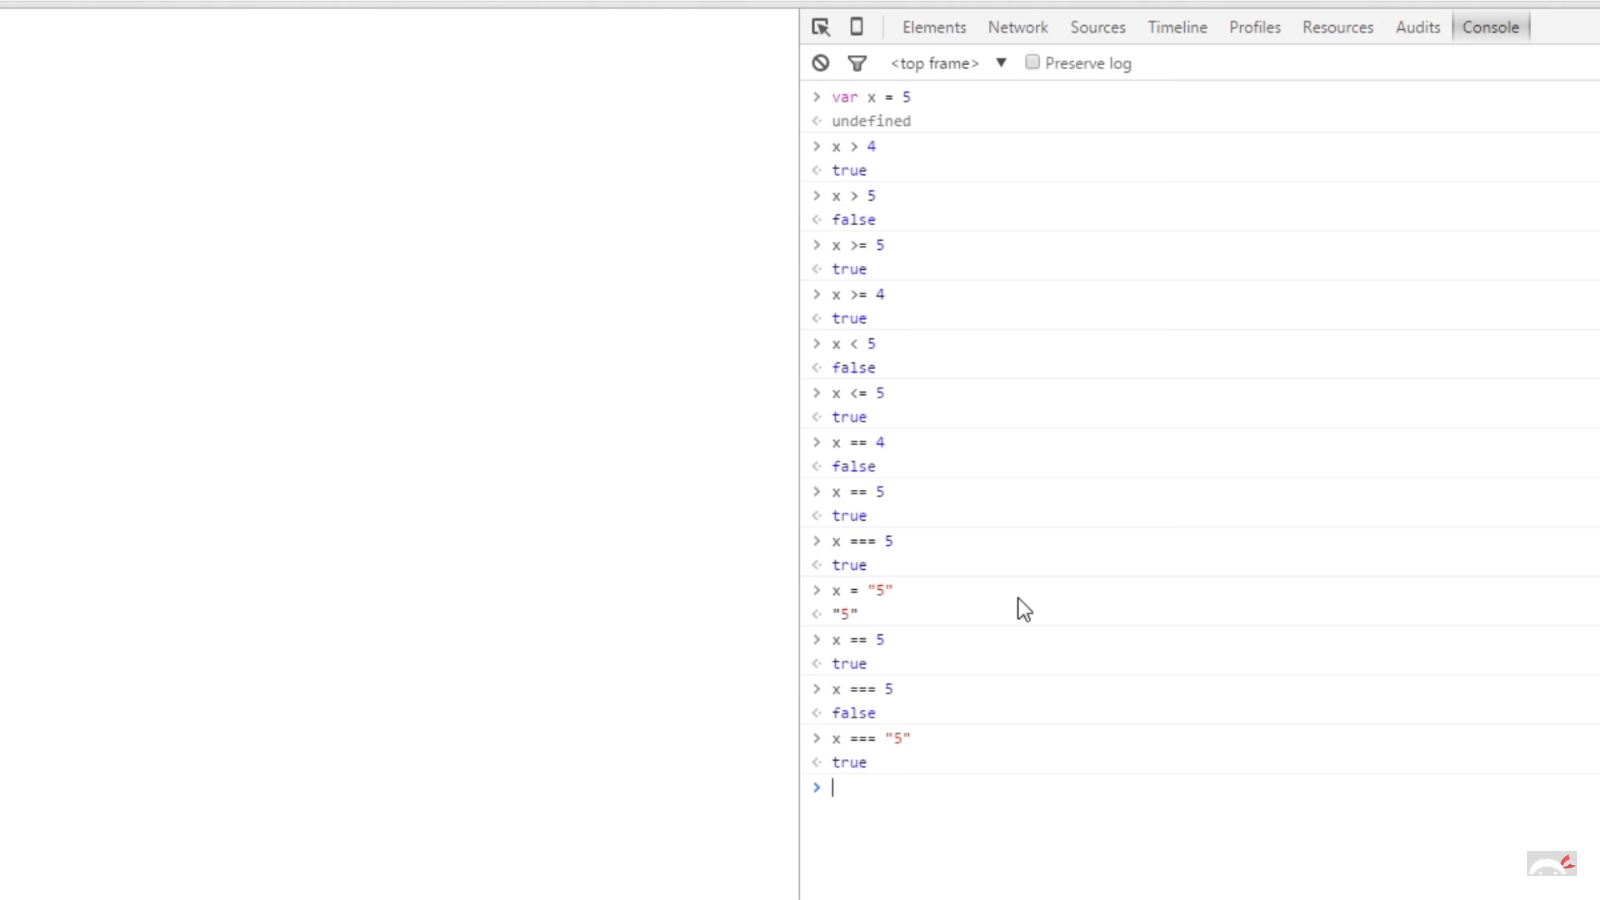 Elements Network Sources Timeline Profiles Resources Audits Console
<top frame> ▼ Preserve log
> var x = 5
undefined
> x > 4
true
> x > 5
false
> x >= 5
true
> x >= 4
true
> x < 5
false
> x <= 5
true
> x == 4
false
> x == 5
true
> x === 5
true
> x = "5"
"5"
> x == 5
true
> x === 5
false
> x === "5"
true
>